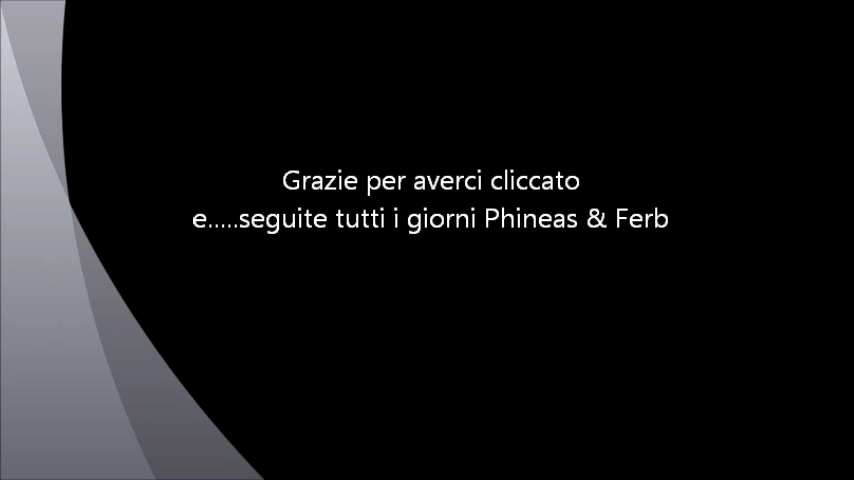 Grazie per averci cliccato
e.....seguite tutti i giorni Phineas & Ferb